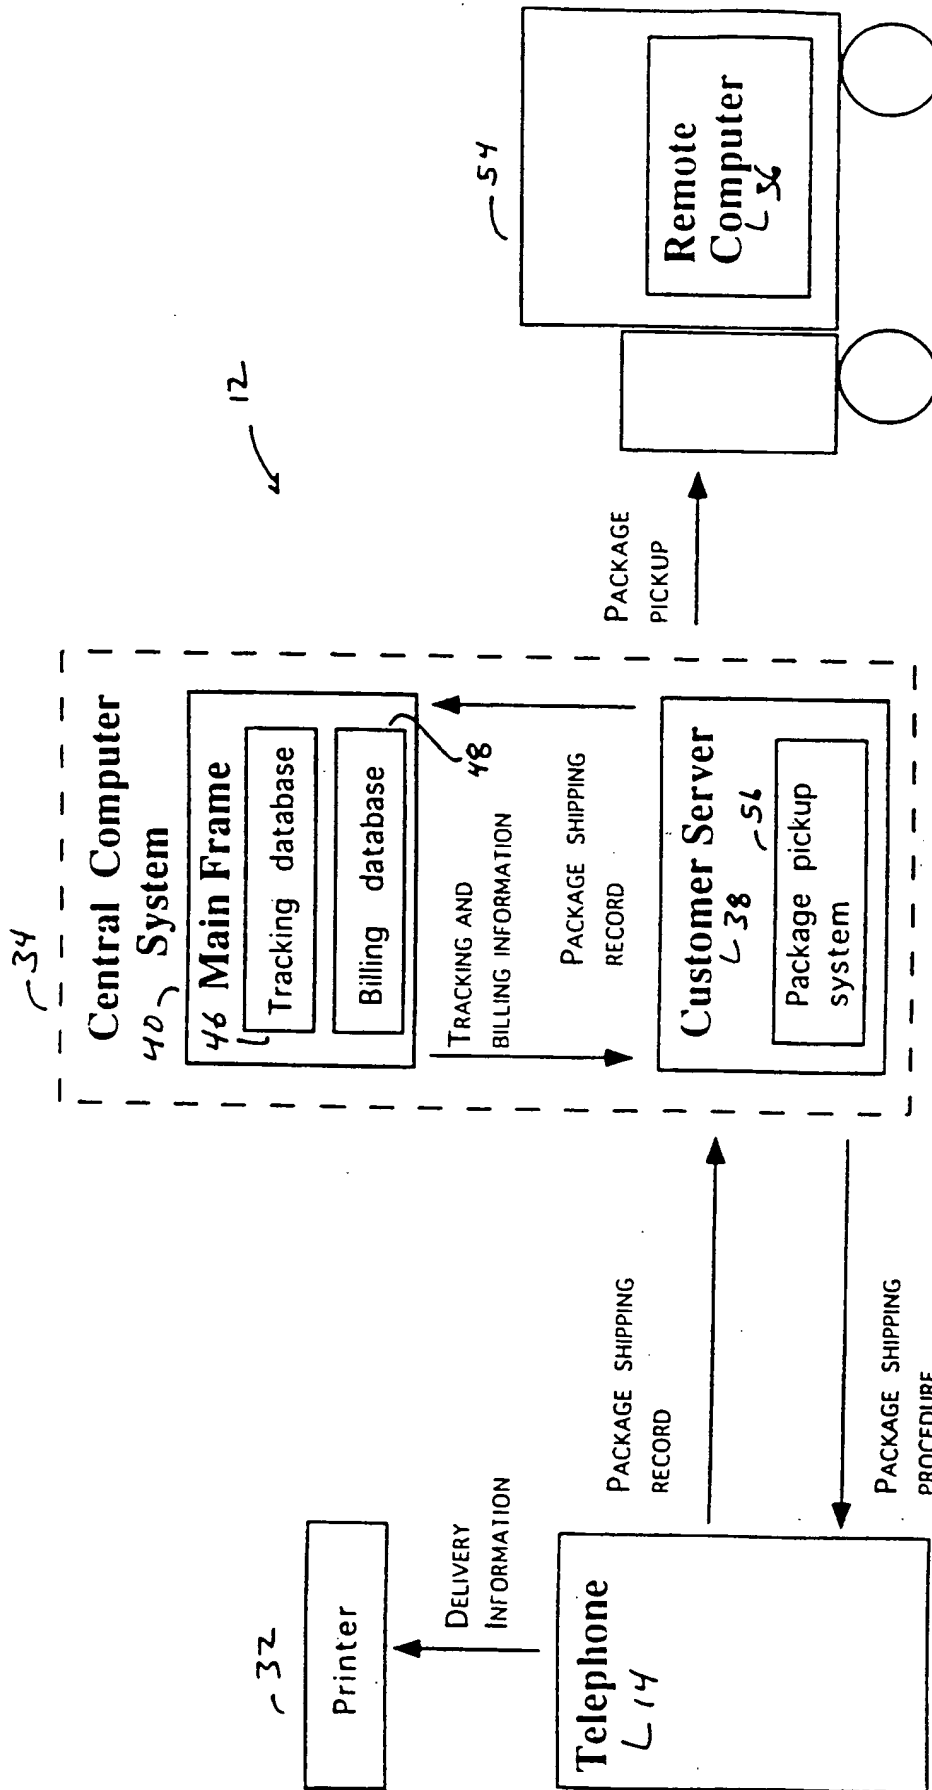 34
Central Computer
System
40
46 Main Frame
Tracking database
Billing database
48
TRACKING AND
BILLING INFORMATION
PACKAGE SHIPPING
RECORD
Customer Server
38
56
Package pickup
system
12
54
Remote
Computer
36
PACKAGE
PICKUP
32
Printer
DELIVERY
INFORMATION
Telephone
14
PACKAGE SHIPPING
RECORD
PACKAGE SHIPPING
PROCEDURE